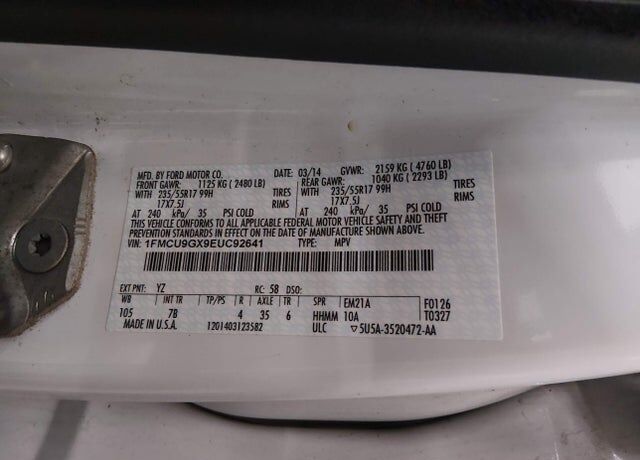 MFD. BY FORD MOTOR CO. DATE: 03/14 GVWR: 2159 KG ( 4760 LB)
FRONT GAWR: 1125 KG ( 2480 LB) REAR GAWR: 1040 KG ( 2293 LB)
235/55R17 99H TIRES 235/55R17 99H TIRES
WITH 17X7.5J RIMS WITH 17X7.5J RIMS
AT 240 kPa/ 35 PSI COLD AT 240 kPa/ 35 PSI COLD
THIS VEHICLE CONFORMS TO ALL APPLICABLE FEDERAL MOTOR VEHICLE SAFETY AND THEFT
PREVENTION STANDARDS IN EFFECT ON THE DATE OF MANUFACTURE SHOWN ABOVE.
VIN: 1FMCU9GX9EUC92641 TYPE: MPV
EXT PNT: YZ RC: 58 DSO:
WB INT TR TP/PS R AXLE TR SPR EM21A F0126
105 7B 4 35 6 HHMM 10A T0327
MADE IN U.S.A. 1201403123582 ULC ▽5U5A-3520472-AA